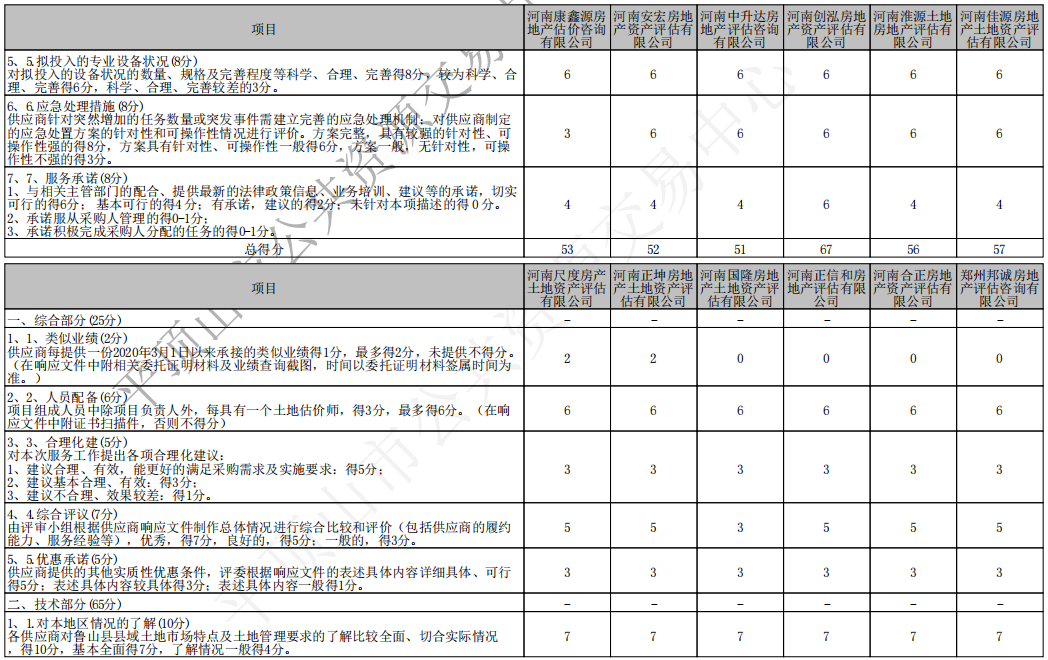 项目
河南康鑫源房地产估价咨询有限公司
河南安宏房地产资产评估有限公司
河南中升达房地产评估咨询有限公司
河南创泓房地产资产评估有限公司
河南淮源土地房地产评估有限公司
河南佳源房地产土地资产评估有限公司
5、5.拟投入的专业设备状况(8分)
对拟投入的设备状况的数量、规格及完善程度等科学、合理、完善得8分，较为科学、合
理、完善得6分，科学、合理、完善较差的3分。
6 6 6 6 6 6
6、6.应急处理措施(8分)
供应商针对突然增加的任务数量或突发事件需建立完善的应急处理机制；对供应商制定
的应急处置方案的针对性和可操作性情况进行评价。方案完整，具有较强的针对性、可
操作性强的得8分，方案具有针对性、可操作性一般得6分，方案一般，无针对性，可操
作性不强的得3分。
3 6 6 6 6 6
7、7、服务承诺(8分)
1、与相关主管部门的配合、提供最新的法律政策信息、业务培训、建议等的承诺，切实
可行的得6分； 基本可行的得4分；有承诺，建议的得2分；未针对本项描述的得 0 分。
2、承诺服从采购人管理的得0-1分；
3、承诺积极完成采购人分配的任务的得0-1分。
4 4 4 6 4 4
总得分 53 52 51 67 56 57
项目
河南尺度房产土地资产评估有限公司
河南正坤房地产土地资产评估有限公司
河南国隆房地产土地资产评估有限公司
河南正信和房地产评估有限公司
河南合正房地产资产评估有限公司
郑州邦诚房地产评估咨询有限公司
一、综合部分(25分) – – – – – –
1、1、类似业绩(2分)
供应商每提供一份2020年3月1日以来承接的类似业绩得1分，最多得2分，未提供不得分。
（在响应文件中附相关委托证明材料及业绩查询截图，时间以委托证明材料签属时间为
准。）
2 2 0 0 0 0
2、2、人员配备(6分)
项目组成人员中除项目负责人外，每具有一个土地估价师，得3分，最多得6分。（在响
应文件中附证书扫描件，否则不得分）
6 6 6 6 6 6
3、3、合理化建(5分)
对本次服务工作提出各项合理化建议:
1、建议合理、有效，能更好的满足采购需求及实施要求: 得5分；
2、建议基本合理、有效: 得3分；
3、建议不合理、效果较差: 得1分。
3 3 3 3 3 3
4、4.综合评议(7分)
由评审小组根据供应商响应文件制作总体情况进行综合比较和评价（包括供应商的履约
能力、服务经验等），优秀，得7分，良好的，得5分；一般的，得3分。
5 5 3 5 5 5
5、5.优惠承诺(5分)
供应商提供的其他实质性优惠条件，评委根据响应文件的表述具体内容详细具体、可行
得5分；表述具体内容较具体得3分；表述具体内容一般得1分。
3 3 3 3 3 3
二、技术部分(65分) – – – – – –
1、1.对本地区情况的了解(10分)
各供应商对鲁山县县域土地市场特点及土地管理要求的了解比较全面、切合实际情况
，得10分，基本全面得7分，了解情况一般得4分。
7 7 7 7 7 7
平顶山市公共资源交易中心
平顶山市公共资源交易中心